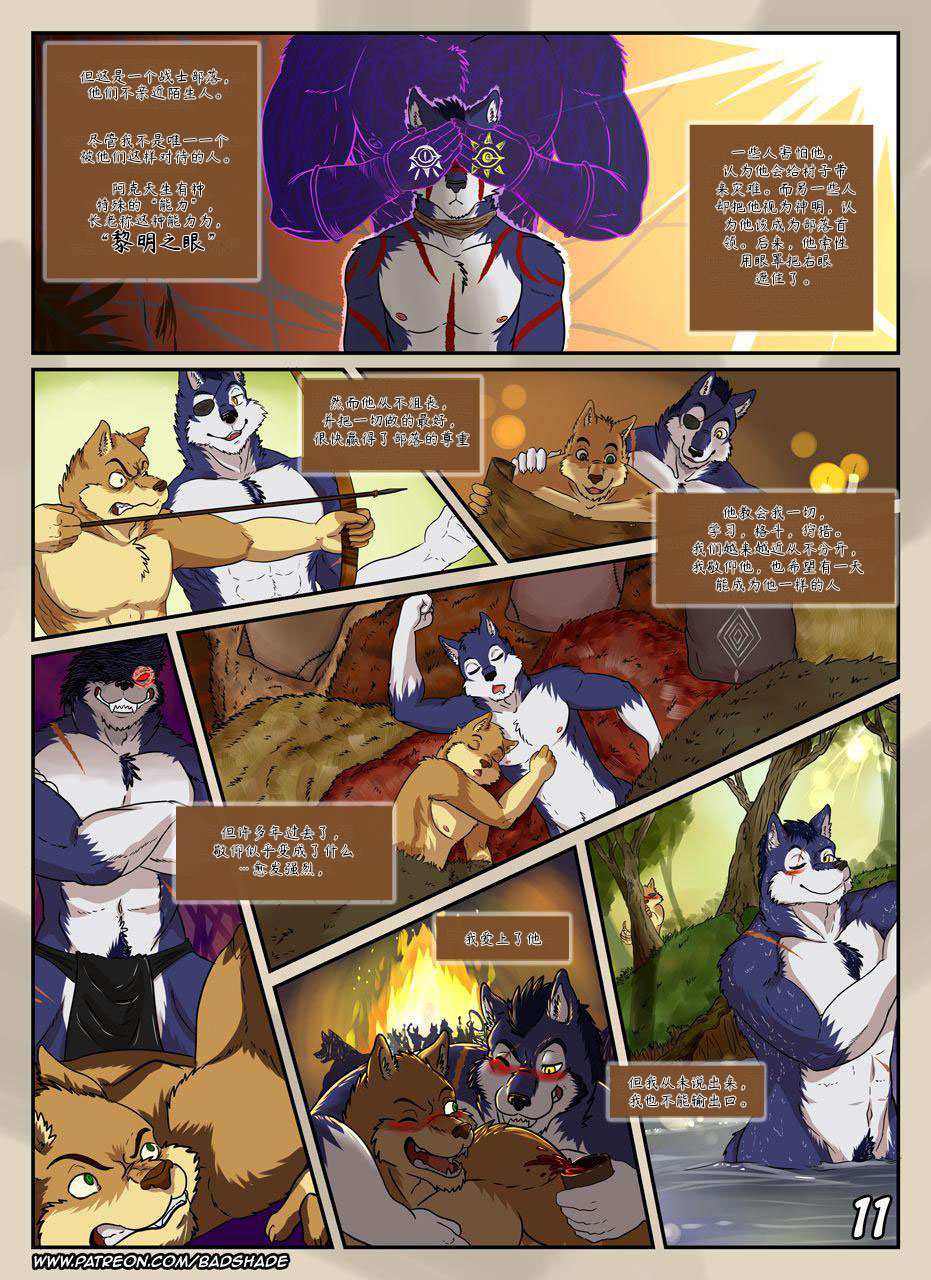 但这是一个战士部落，
他们不亲近陌生人。
尽管我不是唯一一个
被他们这样对待的人。
阿克天生有种
特殊的“能力”，
长老称这种能力为，
“黎明之眼”
一些人害怕他，
认为他会给村子带
来灾难。而另一些人
却把他视为神明，认
为他该成为部落首
领。后来，他索性
用眼罩把右眼
遮住了。
然而他从不沮丧，
并把一切做的最好，
很快赢得了部落的尊重
他教会我一切，
学习，格斗，狩猎。
我们越来越近从不分开，
我敬仰他，也希望有一天
能成为他一样的人
但许多年过去了，
敬仰似乎变成了什么
…愈发强烈，
我爱上了他
但我从未说出来，
我也不能输出口。
11
WWW.PATREON.COM/BADSHADE